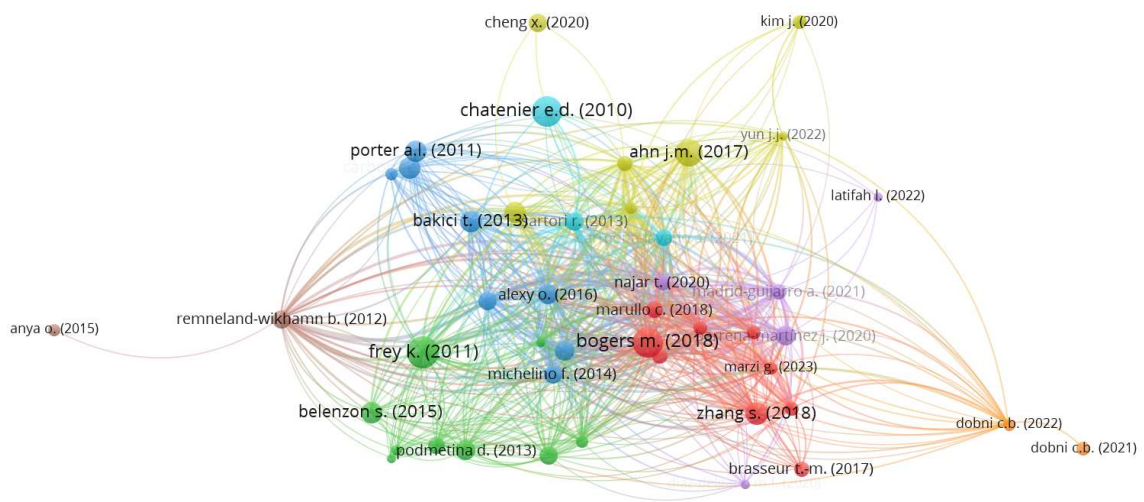 cheng x. (2020)
kim j. (2020)
chatenier e.d. (2010)
yun j.j. (2022)
porter a.l. (2011)
ahn j.m. (2017)
latifah l. (2022)
bakici t. (2013)
sartori r. (2013)
najar t. (2020)
madrid-guijarro a. (2021)
alexy o. (2016)
marullo c. (2018)
remneland-wikhamn b. (2012)
anya o. (2015)
bogers m. (2018)
frey k. (2011)
marzi g. (2023)
michelino f. (2014)
belenzon s. (2015)
zhang s. (2018)
dobni c.b. (2022)
podmetina d. (2013)
dobni c.b. (2021)
brasseur t.-m. (2017)